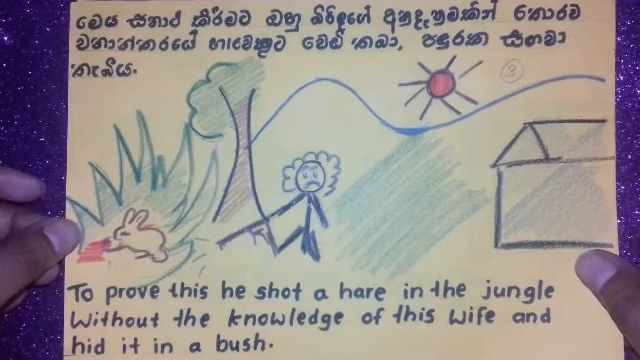 මෙය සනාථ කිරීමට ඔහු බිරිඳගේ අනුදැනුමකින් තොරව
වනාන්තරයේ හාවෙකුට වෙඩි තබා, පඳුරක සඟවා
තැබීය.
3
To prove this he shot a hare in the jungle
Without the knowledge of this wife and
hid it in a bush.